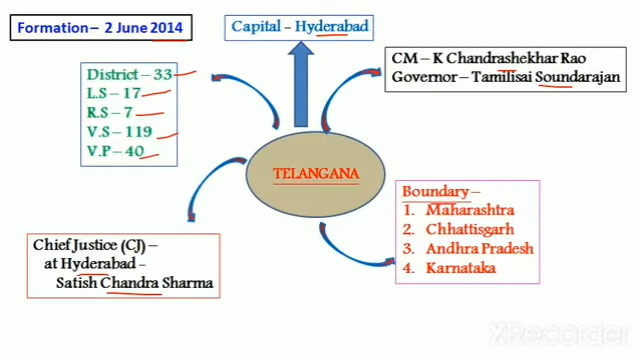 Formation– 2 June 2014
Capital – Hyderabad
CM – K Chandrashekhar Rao
Governor – Tamilisai Soundarajan
District – 33
L.S – 17
R.S – 7
V.S – 119
V.P – 40
TELANGANA
Boundary –
1. Maharashtra
2. Chhattisgarh
3. Andhra Pradesh
4. Karnataka
Chief Justice (CJ) –
at Hyderabad -
Satish Chandra Sharma
XRecorder